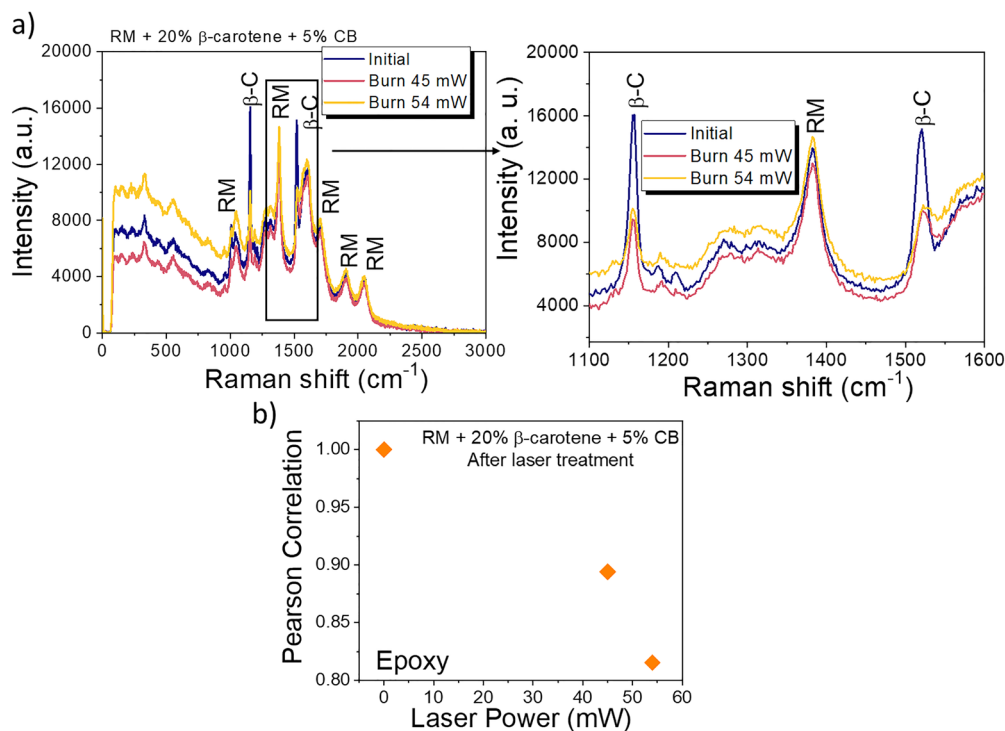 a)
RM + 20% β-carotene + 5% CB
20000
16000
12000
8000
4000
0
Intensity (a.u.)
Initial
Burn 45 mW
Burn 54 mW
RM
β-C
RM
β-C
RM
RM
RM
0 500 1000 1500 2000 2500 3000
Raman shift (cm⁻¹)
20000
16000
12000
8000
4000
Intensity (a. u.)
β-C
RM
β-C
Initial
Burn 45 mW
Burn 54 mW
1100 1200 1300 1400 1500 1600
Raman shift (cm⁻¹)
b)
RM + 20% β-carotene + 5% CB
After laser treatment
1.00
0.95
0.90
0.85
0.80
Pearson Correlation
Epoxy
0 10 20 30 40 50 60
Laser Power (mW)